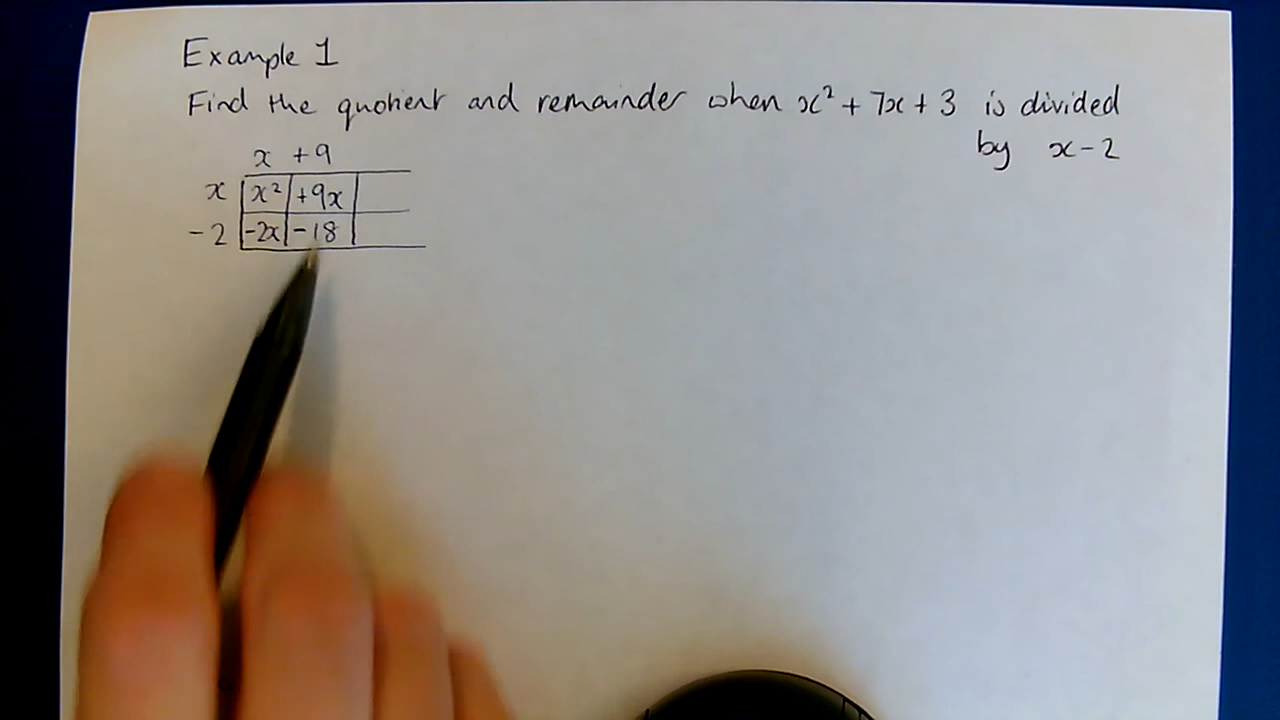 Example 1
Find the quotient and remainder when x² + 7x + 3 is divided
by x - 2
x + 9
x x² +9x
-2 -2x -18